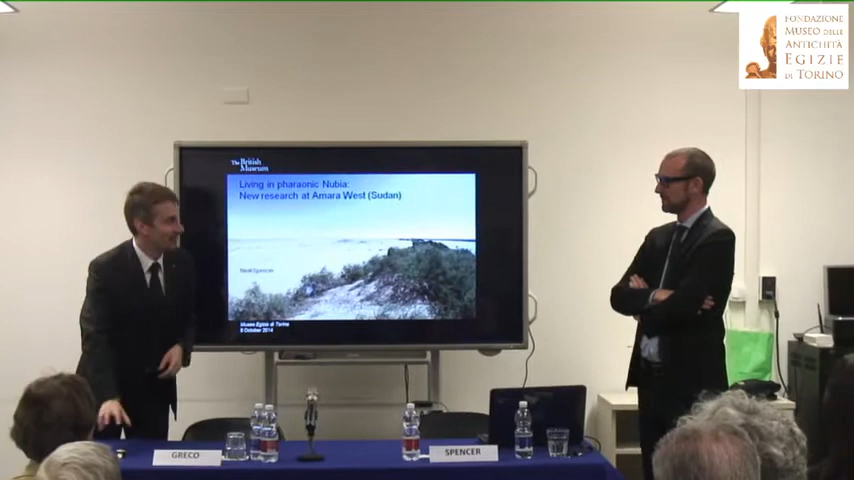 FONDAZIONE
MUSEO DELLE
ANTICHITÀ
EGIZIE
DI TORINO
The British
Museum
Living in pharaonic Nubia:
New research at Amara West (Sudan)
Neal Spencer
Museo Egizio di Torino
8 October 2014
GRECO
SPENCER